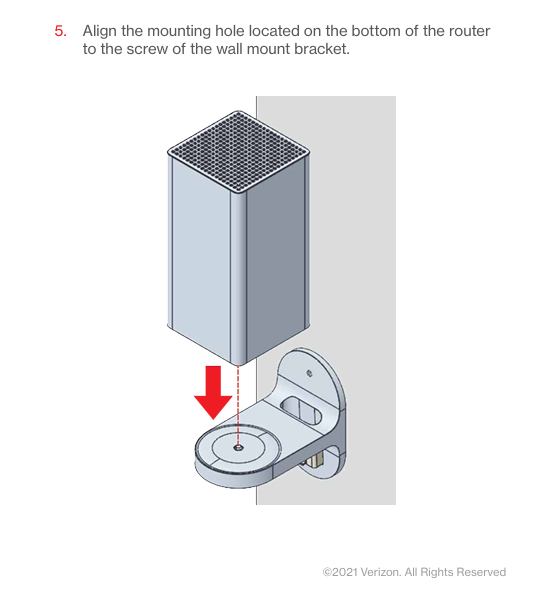 5. Align the mounting hole located on the bottom of the router
to the screw of the wall mount bracket.
©2021 Verizon. All Rights Reserved